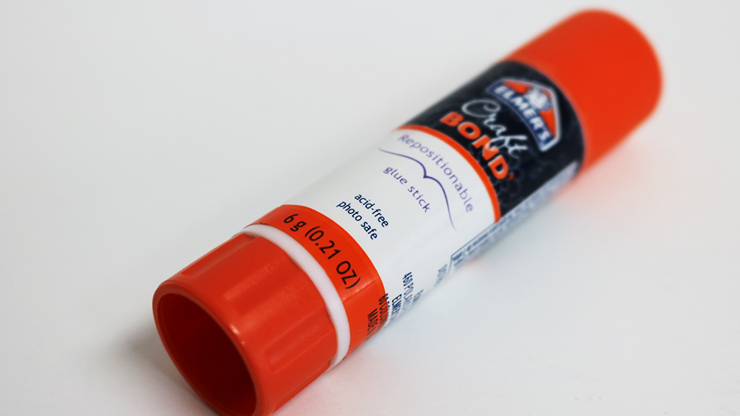 ELMER'S
Craft
BOND
Repositionable
glue stick
acid-free
photo safe
6 g (0.21 OZ)